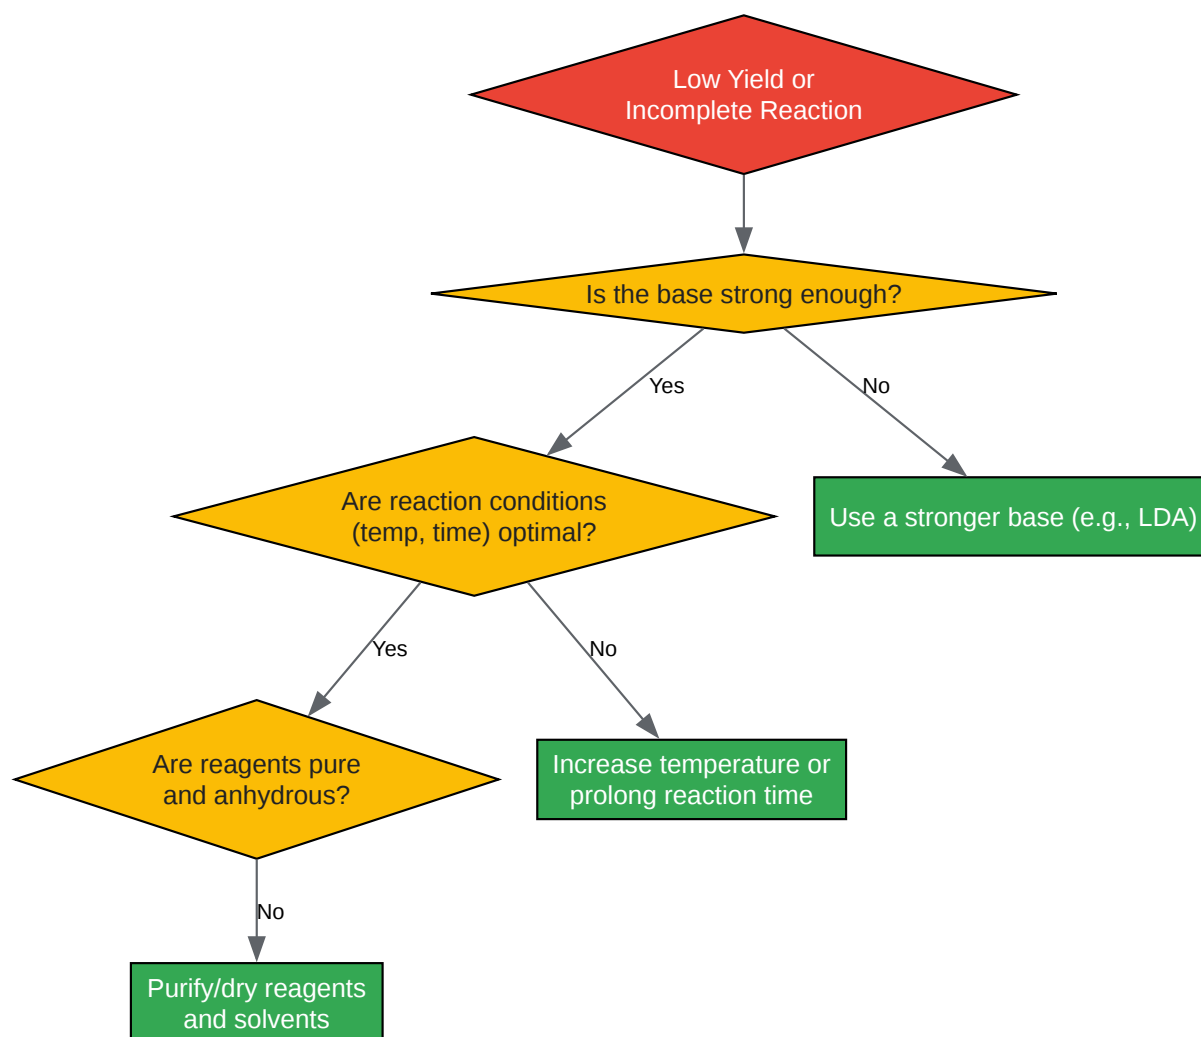 Low Yield or
Incomplete Reaction
Is the base strong enough?
Yes
No
Are reaction conditions
(temp, time) optimal?
Use a stronger base (e.g., LDA)
Yes
No
Are reagents pure
and anhydrous?
Increase temperature or
prolong reaction time
No
Purify/dry reagents
and solvents